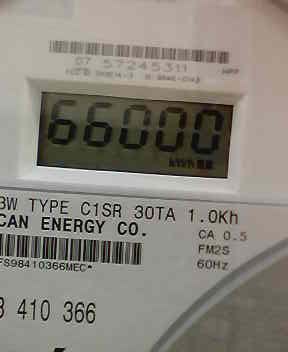 07 57245311
66000
kWh
3W TYPE C1SR 30TA 1.0Kh
CAN ENERGY CO.
CA 0.5
FM2S
FS98410366MEC*
60Hz
3 410 366